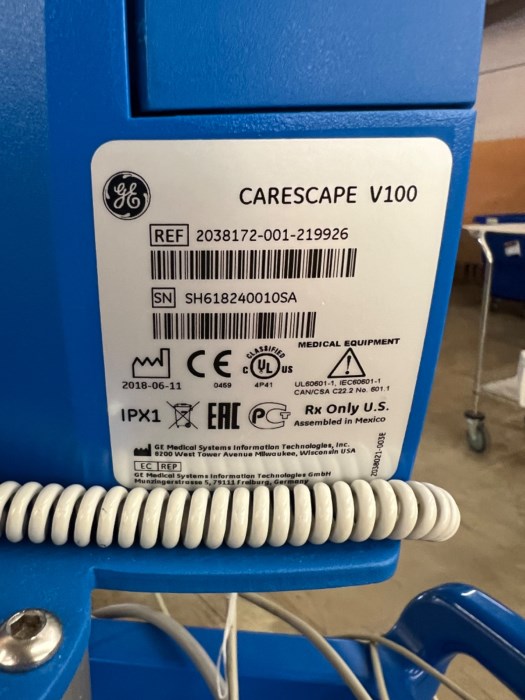 GE
CARESCAPE V100
REF 2038172-001-219926
SN SH618240010SA
2018-06-11
CE
0459
CLASSIFIED
C UL US
4P41
MEDICAL EQUIPMENT
UL60601-1, IEC60601-1
CAN/CSA C22.2 No. 601.1
IPX1
EAC
PG
Rx Only U.S.
Assembled in Mexico
GE Medical Systems Information Technologies, Inc.
8200 West Tower Avenue Milwaukee, Wisconsin USA
EC REP
GE Medical Systems Information Technologies GmbH
Munzingerstrasse 5, 79111 Freiburg, Germany